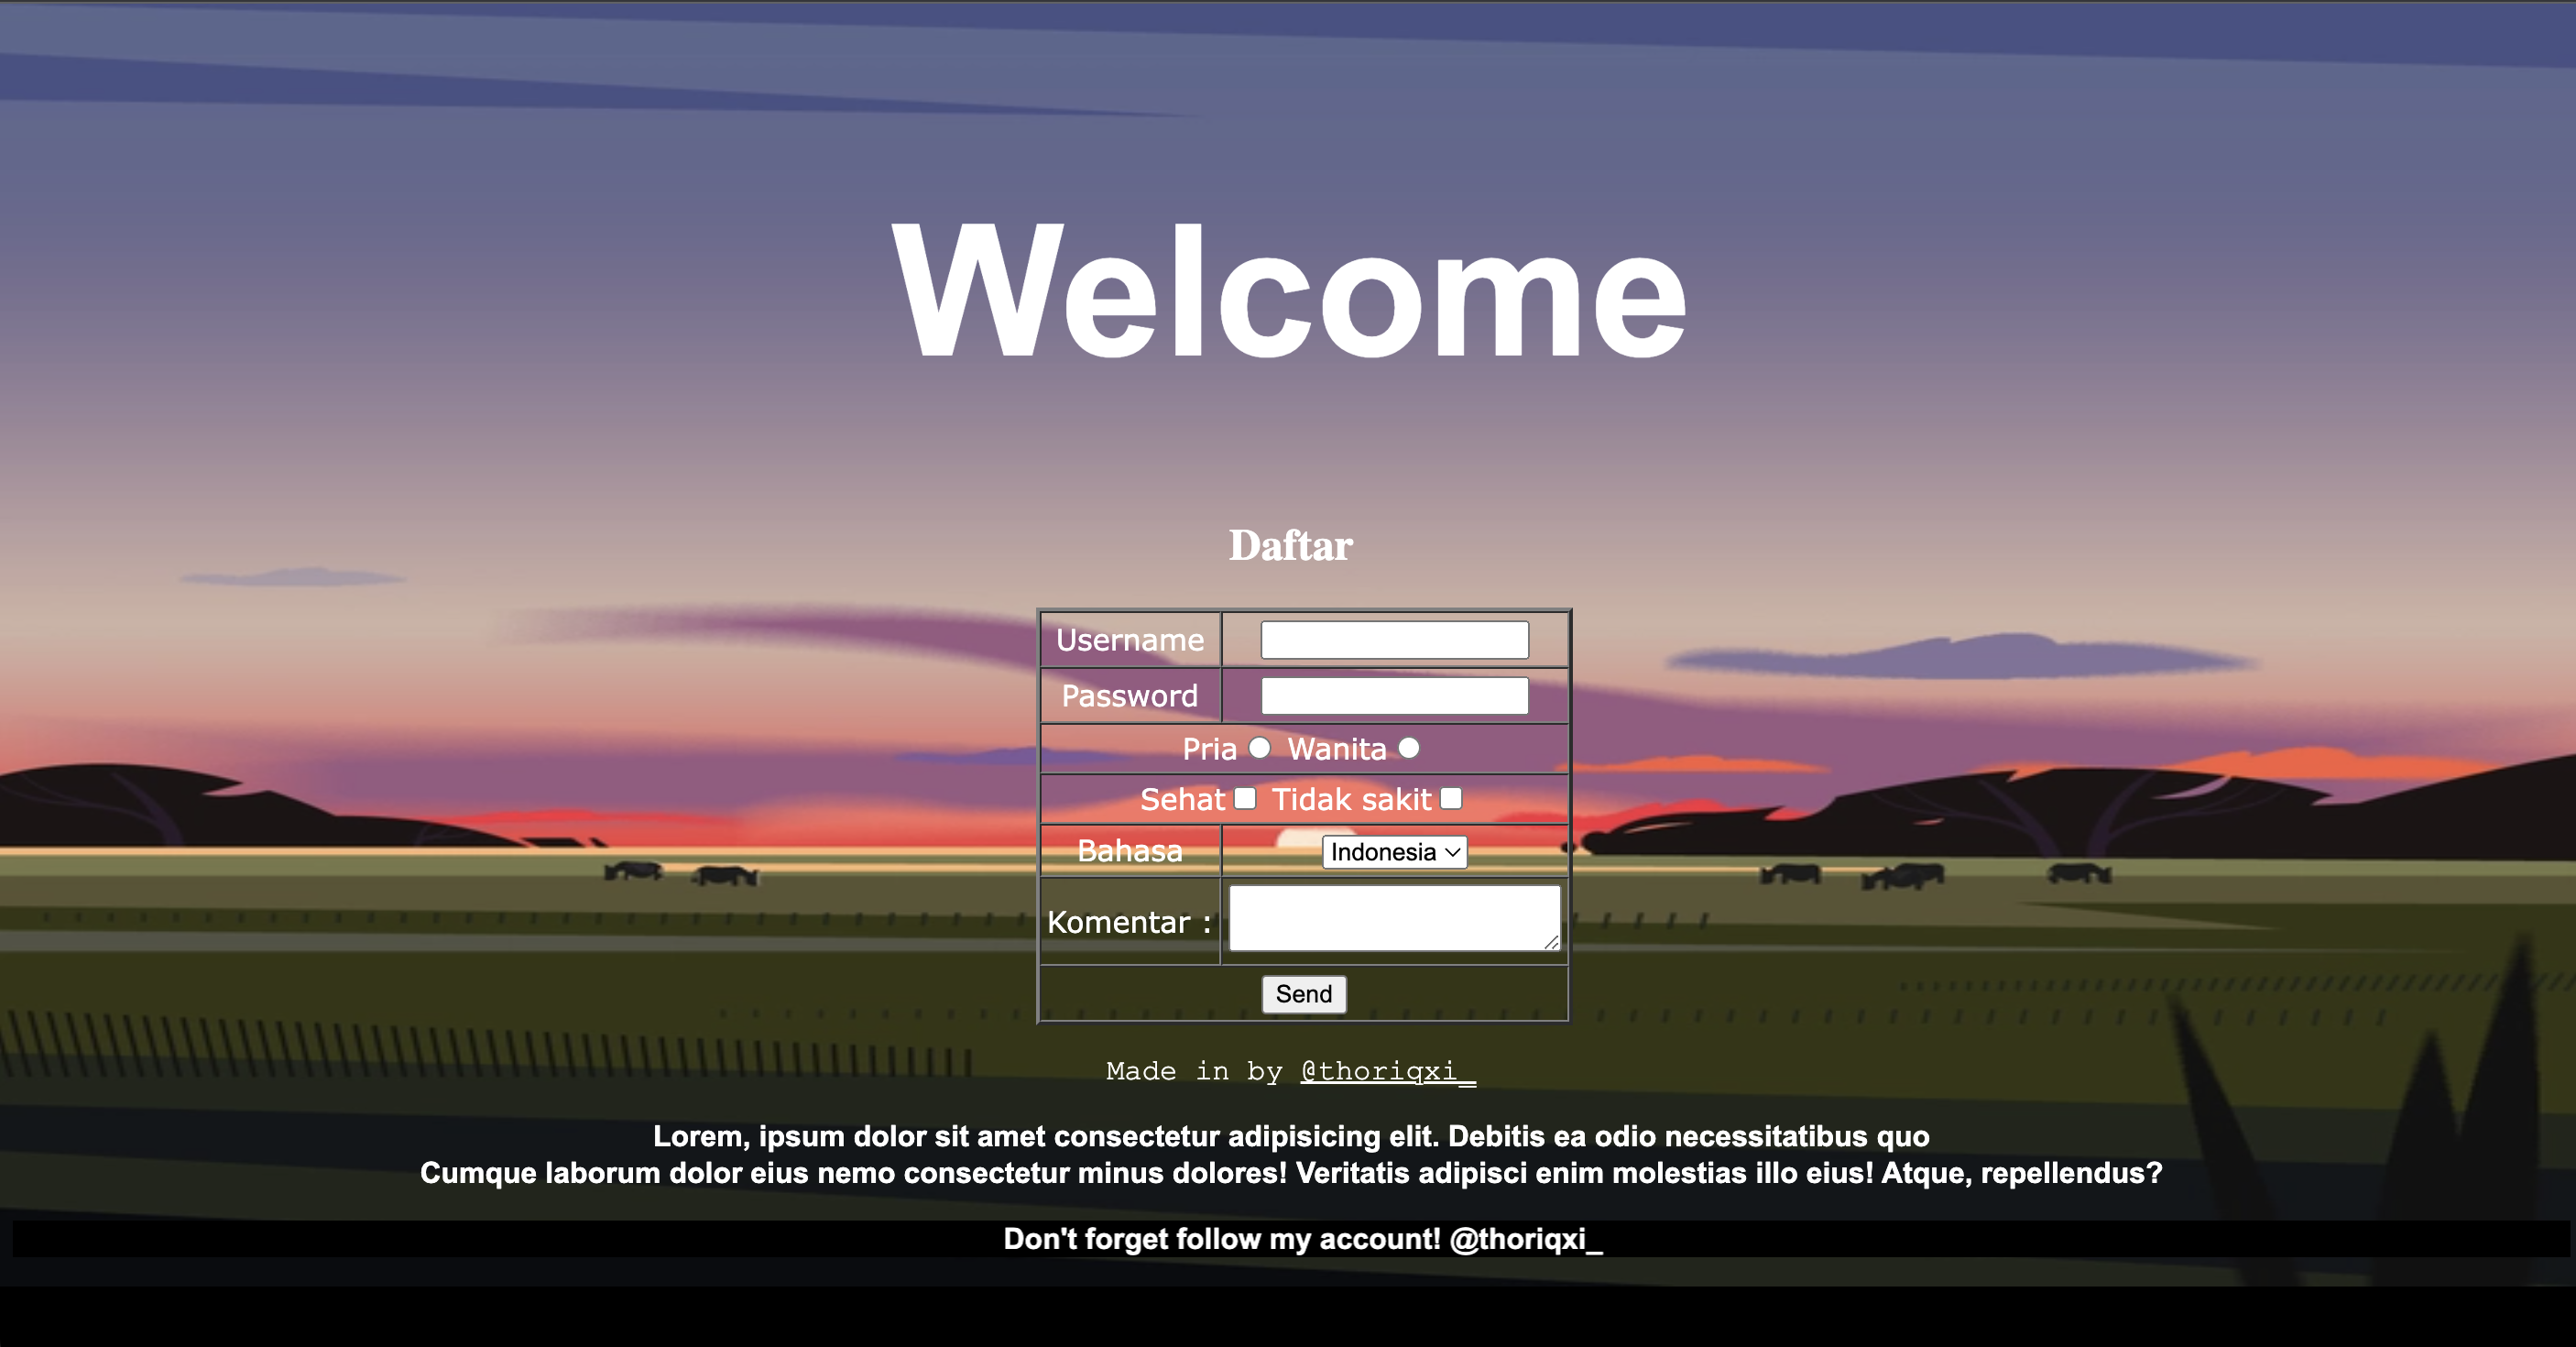 Welcome
Daftar
Username
Password
Pria Wanita
Sehat Tidak sakit
Bahasa Indonesia
Komentar :
Send
Made in by @thoriqxi_
Lorem, ipsum dolor sit amet consectetur adipisicing elit. Debitis ea odio necessitatibus quo
Cumque laborum dolor eius nemo consectetur minus dolores! Veritatis adipisci enim molestias illo eius! Atque, repellendus?
Don't forget follow my account! @thoriqxi_